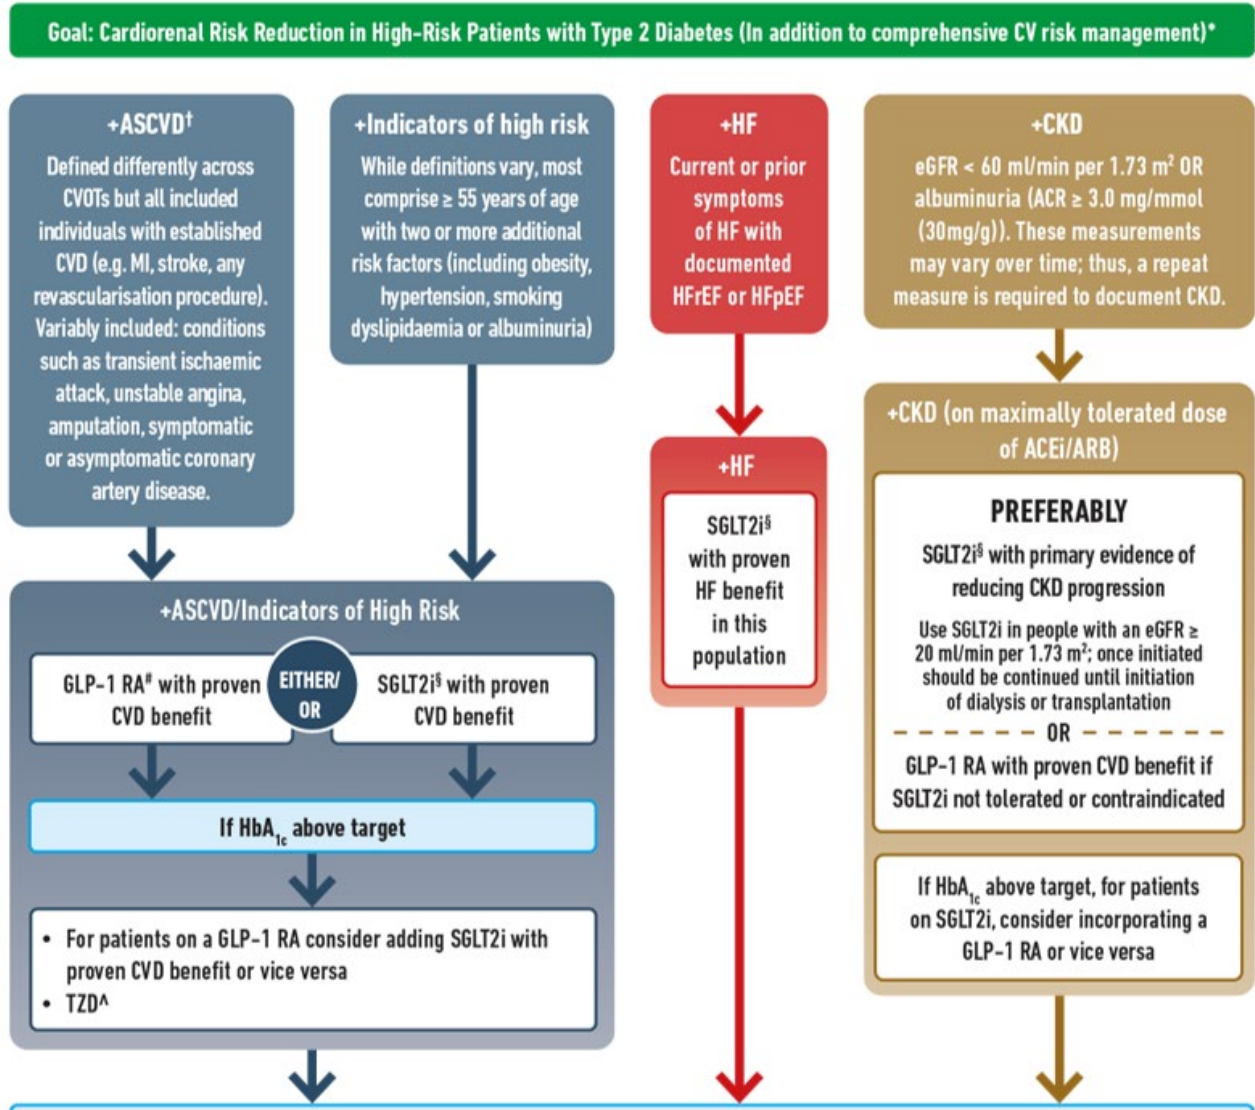 Goal: Cardiorenal Risk Reduction in High-Risk Patients with Type 2 Diabetes (In addition to comprehensive CV risk management)*
+ASCVD†
Defined differently across
CVOTs but all included
individuals with established
CVD (e.g. MI, stroke, any
revascularisation procedure).
Variably included: conditions
such as transient ischaemic
attack, unstable angina,
amputation, symptomatic
or asymptomatic coronary
artery disease.
+Indicators of high risk
While definitions vary, most
comprise ≥ 55 years of age
with two or more additional
risk factors (including obesity,
hypertension, smoking
dyslipidaemia or albuminuria)
+ASCVD/Indicators of High Risk
GLP-1 RA# with proven
CVD benefit
EITHER/
OR
SGLT2i§ with proven
CVD benefit
If HbA1c above target
• For patients on a GLP-1 RA consider adding SGLT2i with
proven CVD benefit or vice versa
• TZD^
+HF
Current or prior
symptoms
of HF with
documented
HFrEF or HFpEF
+HF
SGLT2i§
with proven
HF benefit
in this
population
+CKD
eGFR < 60 ml/min per 1.73 m² OR
albuminuria (ACR ≥ 3.0 mg/mmol
(30mg/g)). These measurements
may vary over time; thus, a repeat
measure is required to document CKD.
+CKD (on maximally tolerated dose
of ACEi/ARB)
PREFERABLY
SGLT2i§ with primary evidence of
reducing CKD progression
Use SGLT2i in people with an eGFR ≥
20 ml/min per 1.73 m²; once initiated
should be continued until initiation
of dialysis or transplantation
OR
GLP-1 RA with proven CVD benefit if
SGLT2i not tolerated or contraindicated
If HbA1c above target, for patients
on SGLT2i, consider incorporating a
GLP-1 RA or vice versa